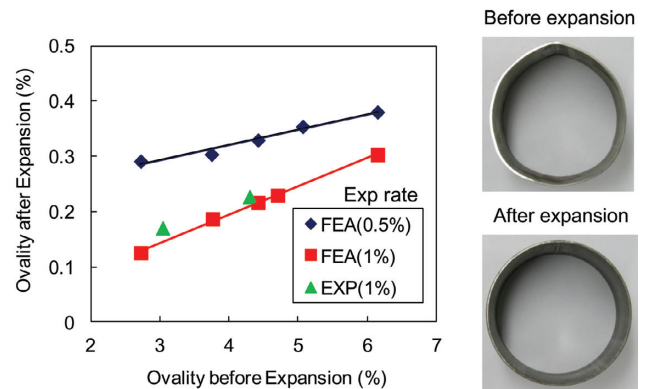 Before expansion
0.5
0.4
0.3
0.2
0.1
0
Ovality after Expansion (%)
Exp rate
FEA(0.5%)
FEA(1%)
EXP(1%)
2 3 4 5 6 7
Ovality before Expansion (%)
After expansion